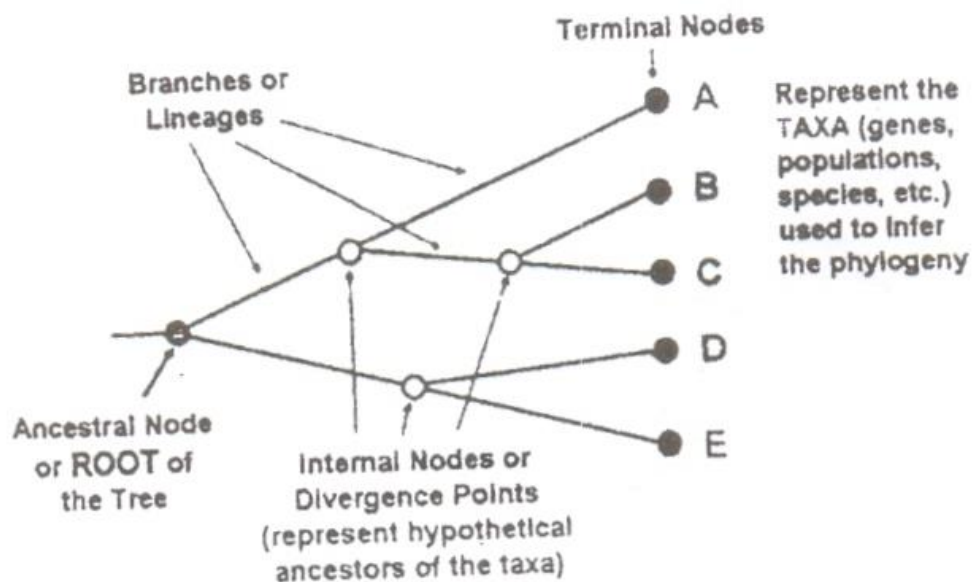 Terminal Nodes
Branches or
Lineages
A
Represent the
TAXA (genes,
populations,
species, etc.)
used to Infer
the phylogeny
B
C
D
E
Ancestral Node
or ROOT of
the Tree
Internal Nodes or
Divergence Points
(represent hypothetical
ancestors of the taxa)